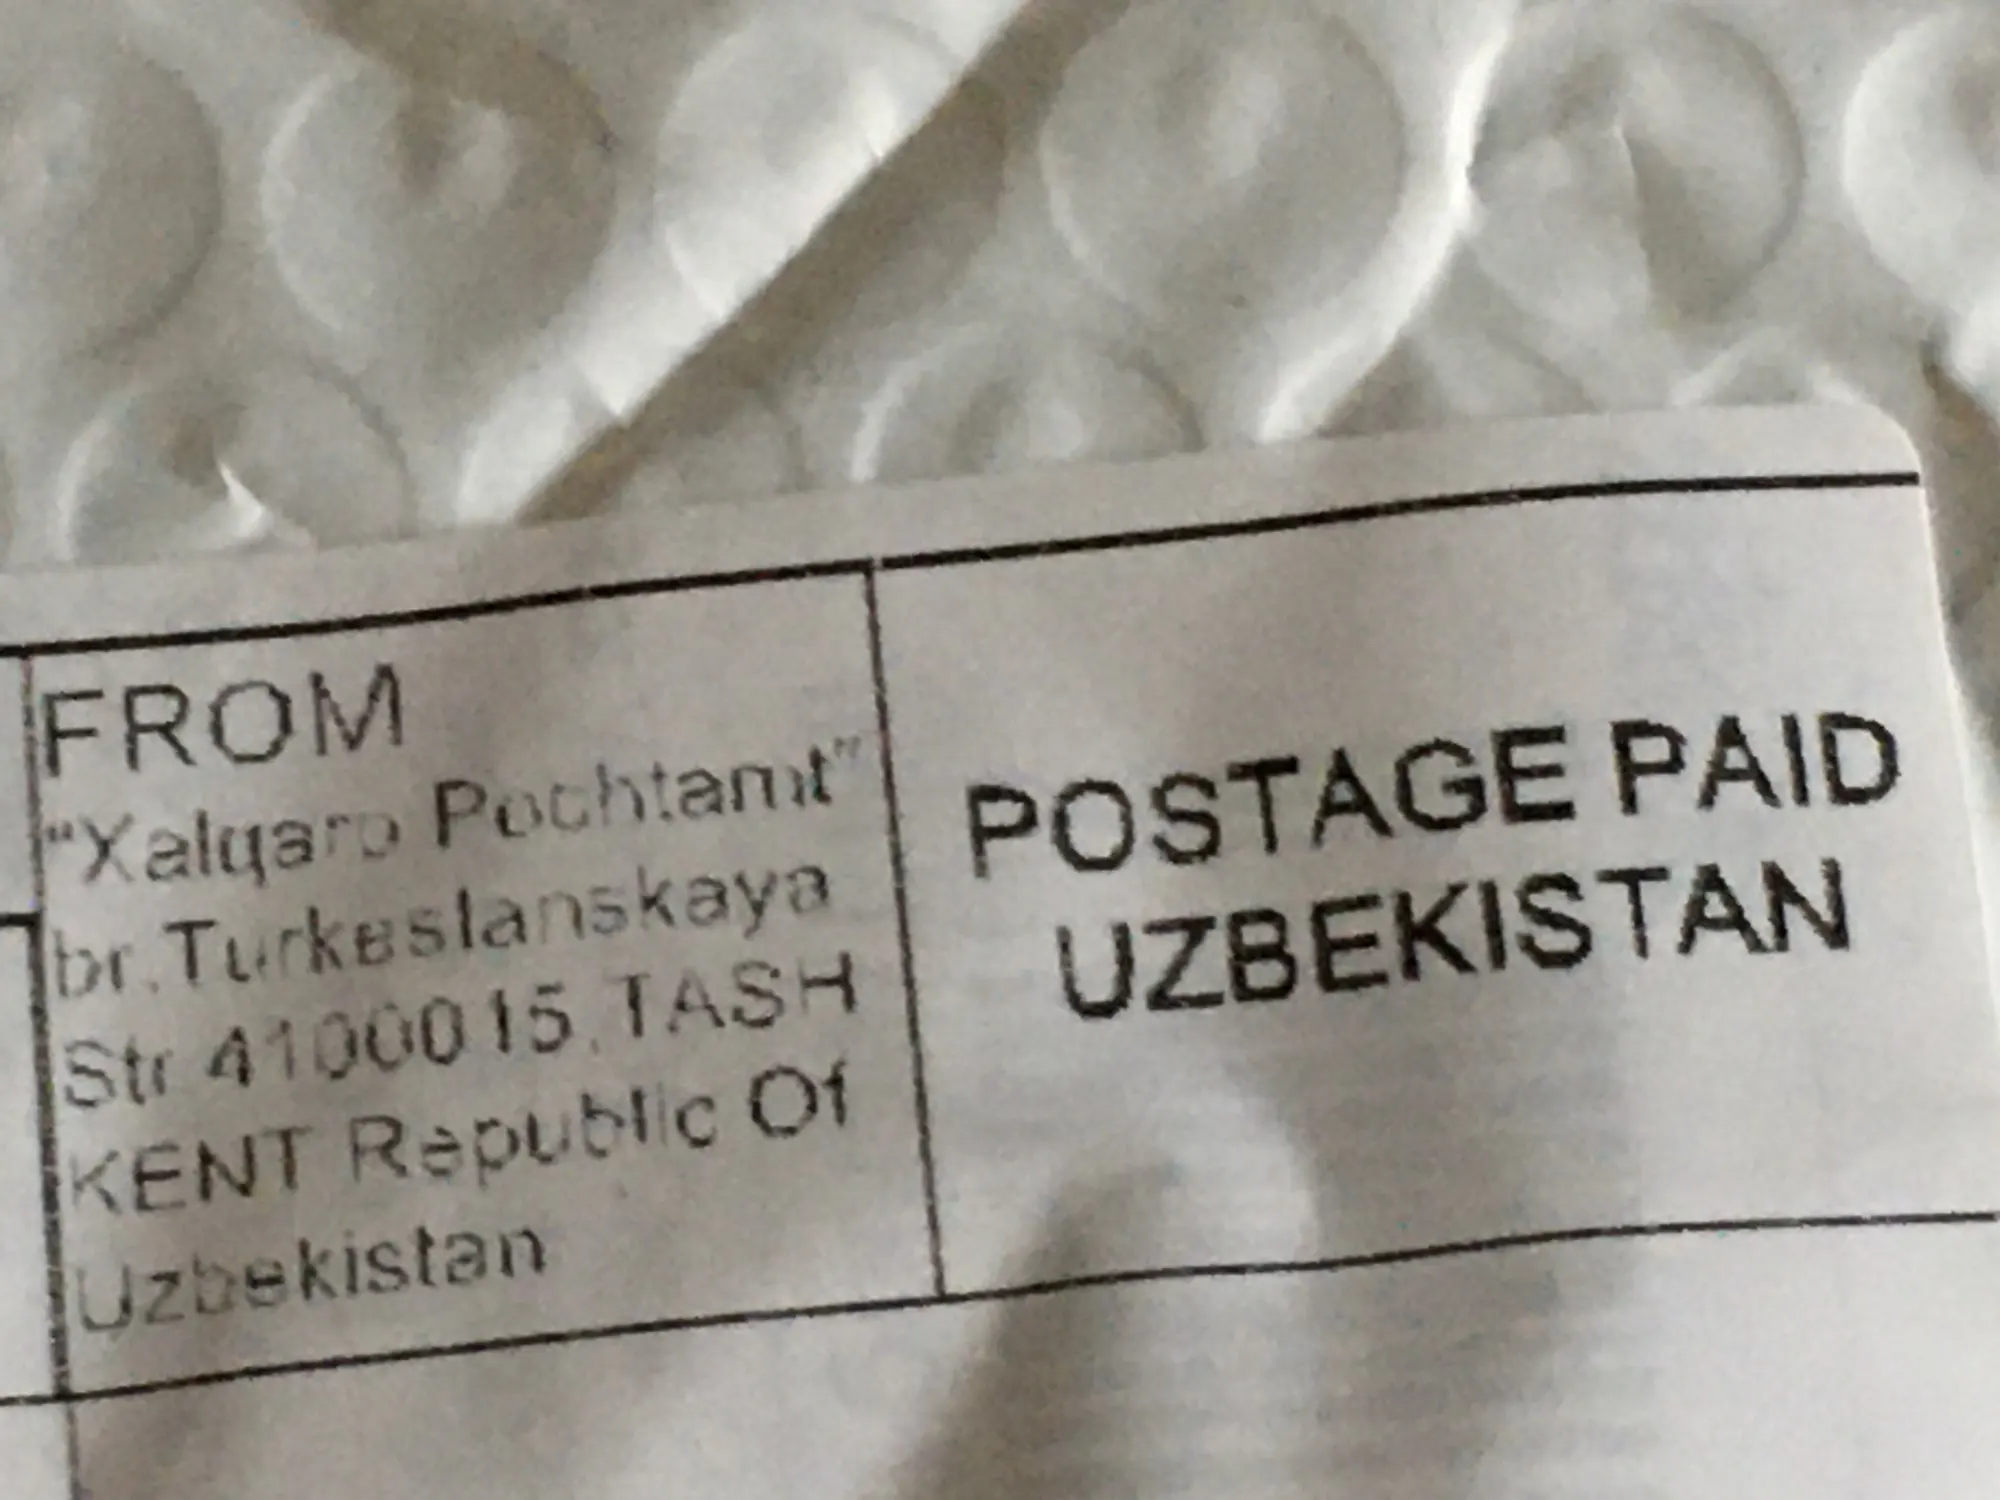 FROM
"Xalqaro Pochtamt"
br.Turkestanskaya
Str 4100015,TASH
KENT Republic Of
Uzbekistan
POSTAGE PAID
UZBEKISTAN